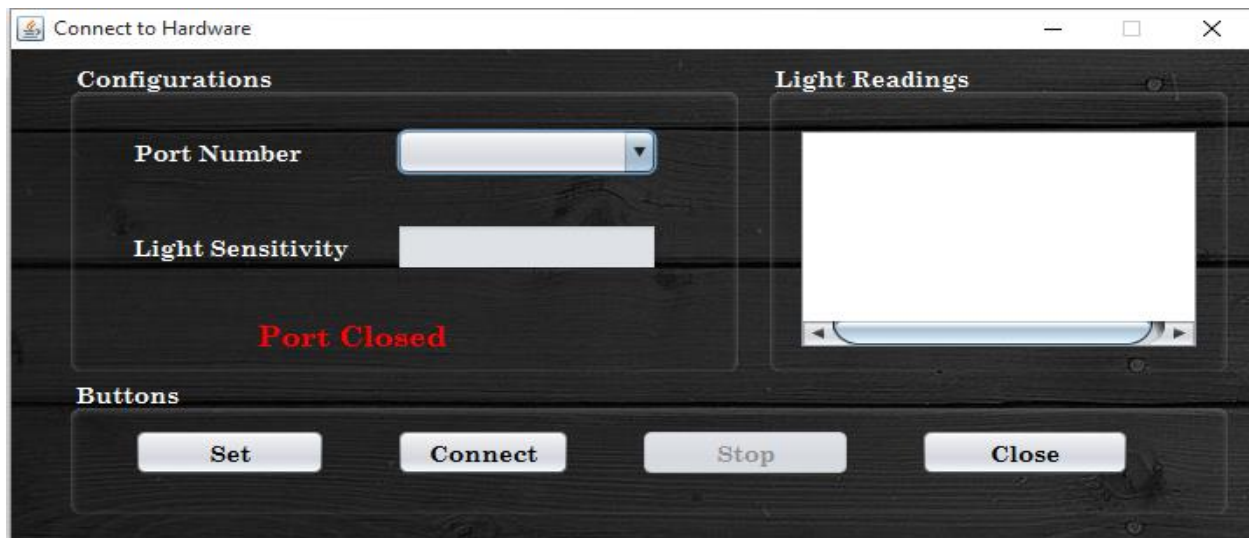 Connect to Hardware
Configurations
Port Number
Light Sensitivity
Port Closed
Light Readings
Buttons
Set
Connect
Stop
Close